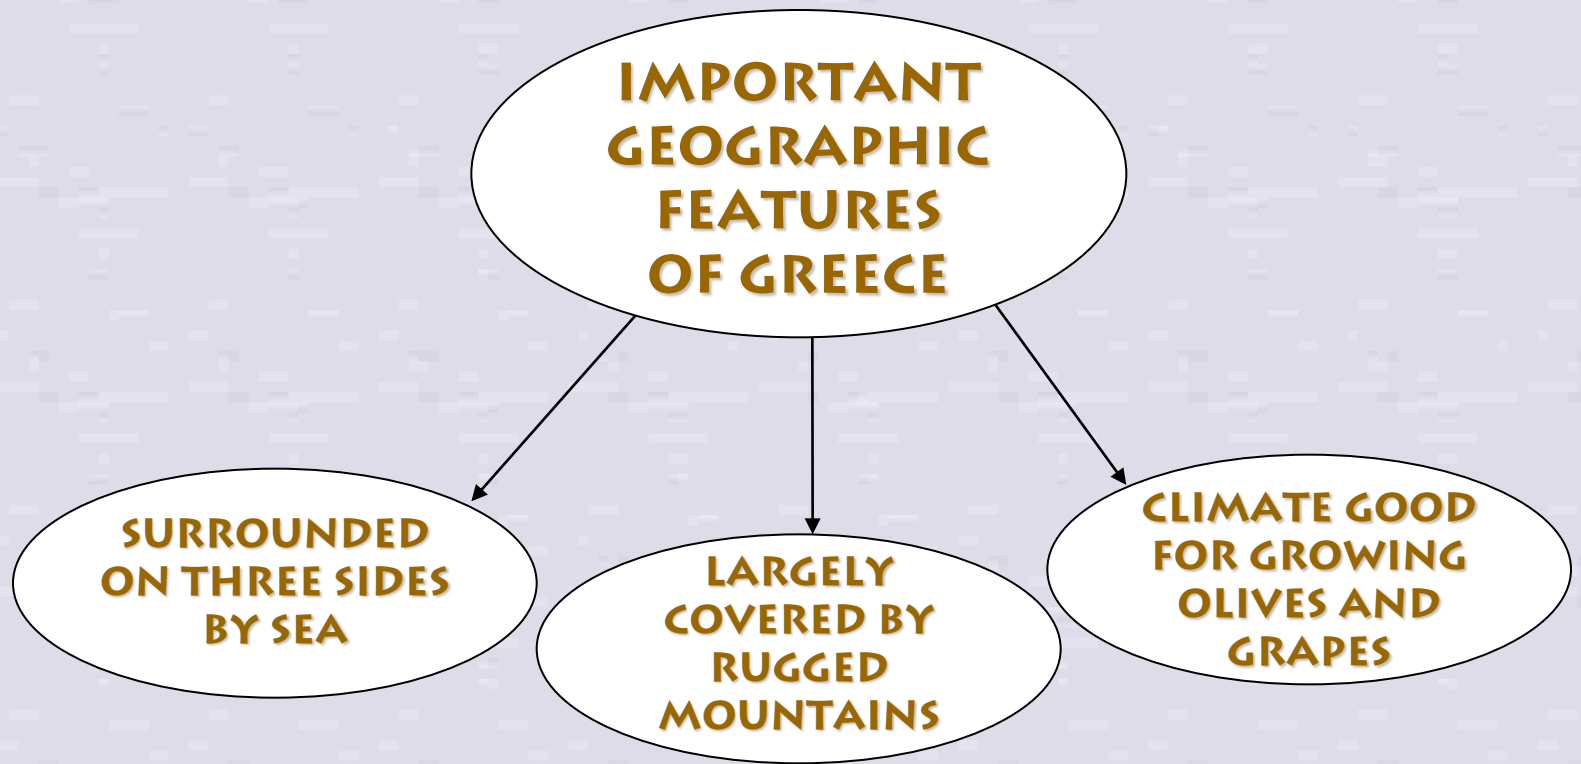 IMPORTANT
GEOGRAPHIC
FEATURES
OF GREECE
SURROUNDED
ON THREE SIDES
BY SEA
LARGELY
COVERED BY
RUGGED
MOUNTAINS
CLIMATE GOOD
FOR GROWING
OLIVES AND
GRAPES